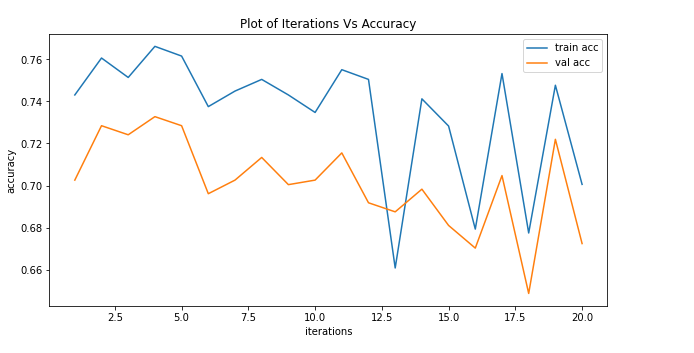 Plot of Iterations Vs Accuracy
train acc
val acc
0.76
0.74
0.72
0.70
0.68
0.66
accuracy
2.5 5.0 7.5 10.0 12.5 15.0 17.5 20.0
iterations